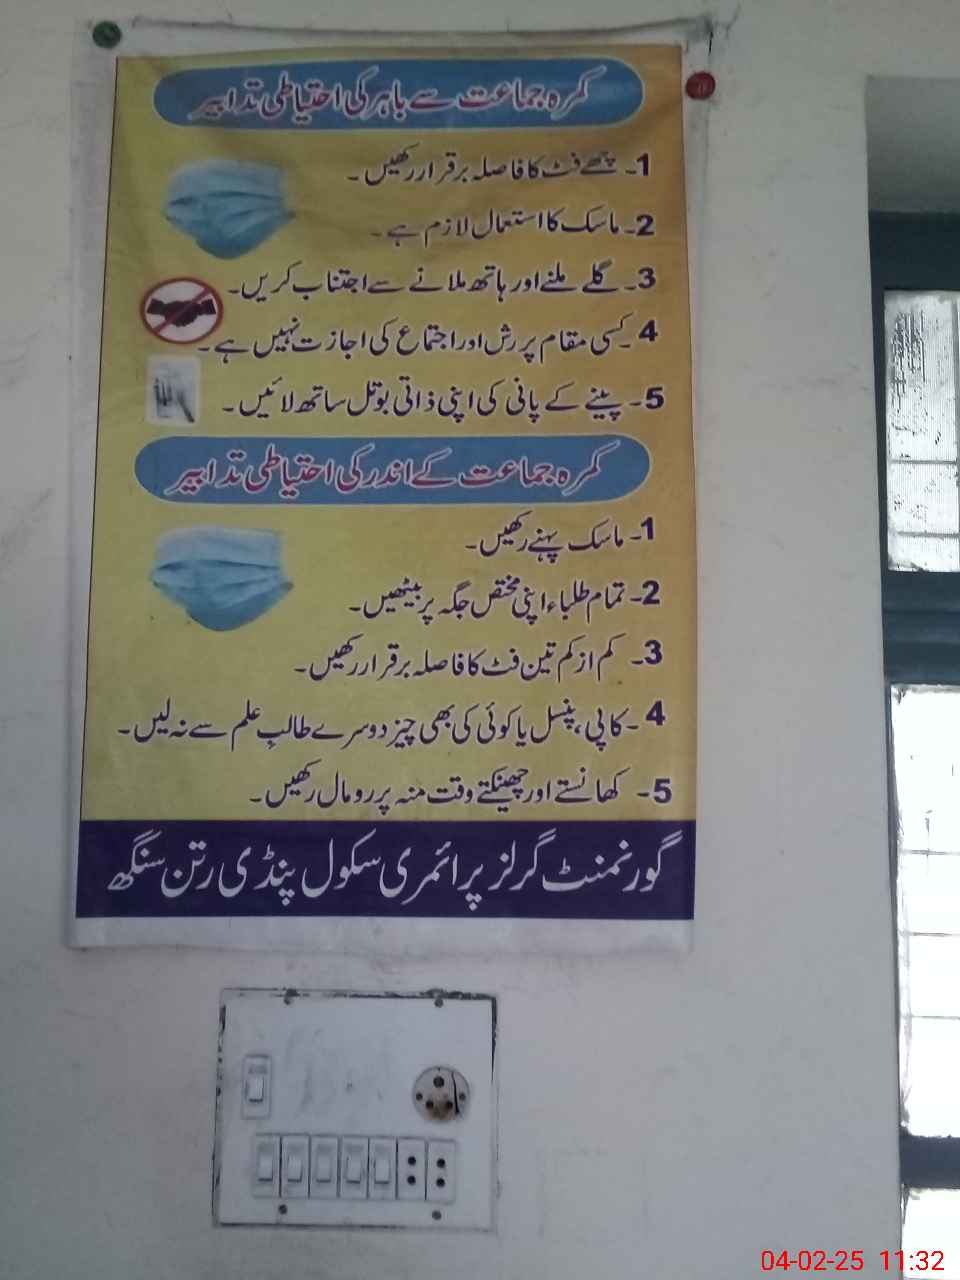 کمرہ جماعت سے باہر کی احتیاطی تدابیر
1۔ چھے فٹ کا فاصلہ برقرار رکھیں۔
2۔ ماسک کا استعمال لازم ہے۔
3۔ گلے ملنے اور ہاتھ ملانے سے اجتناب کریں۔
4۔ کسی مقام پر رش اور اجتماع کی اجازت نہیں ہے۔
5۔ پینے کے پانی کی اپنی ذاتی بوتل ساتھ لائیں۔
کمرہ جماعت کے اندر کی احتیاطی تدابیر
1۔ ماسک پہنے رکھیں۔
2۔ تمام طلباء اپنی مختص جگہ پر بیٹھیں۔
3۔ کم از کم تین فٹ کا فاصلہ برقرار رکھیں۔
4۔ کاپی، پنسل یا کوئی کی بھی چیز دوسرے طالبِ علم سے نہ لیں۔
5۔ کھانستے اور چھینکتے وقت منہ پر رومال رکھیں۔
گورنمنٹ گرلز پرائمری سکول پنڈی رتن سنگھ
04-02-25 11:32